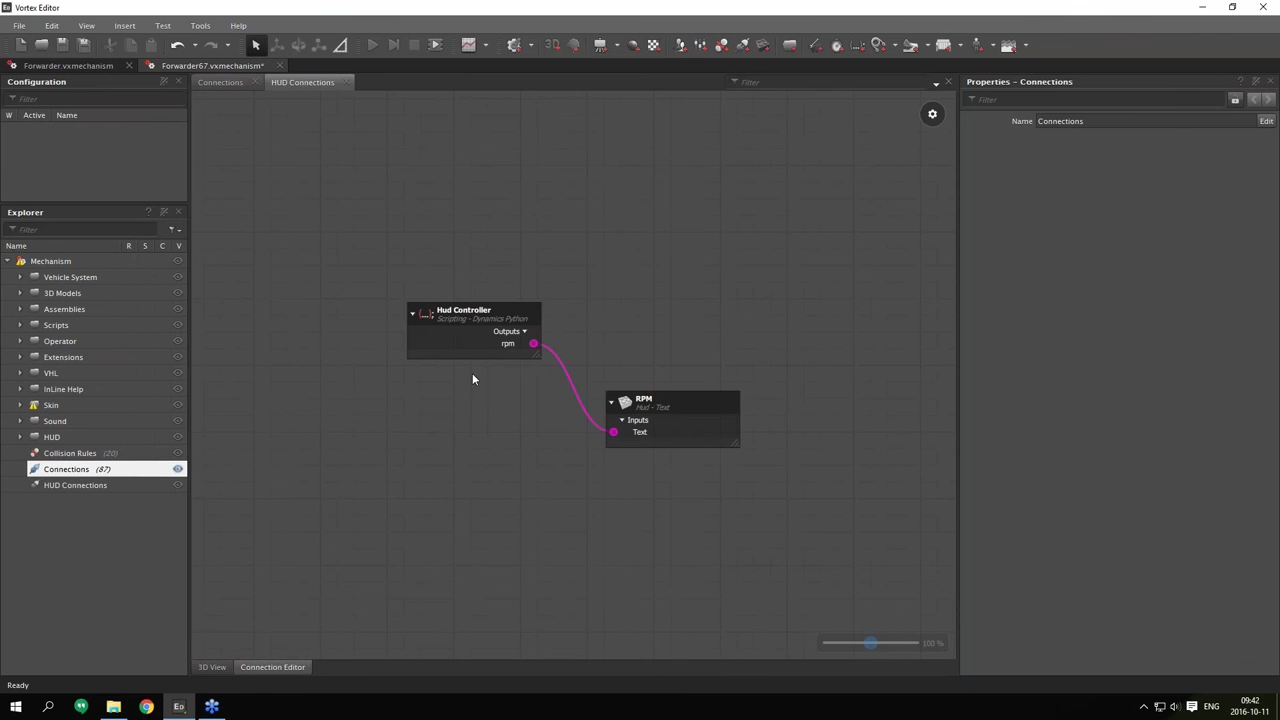 Vortex Editor
File Edit View Insert Test Tools Help
Forwarder.vxmechanism
Forwarder67.vxmechanism*
Configuration
Filter
W Active Name
Explorer
Filter
Name R S C V
Mechanism
Vehicle System
3D Models
Assemblies
Scripts
Operator
Extensions
VHL
InLine Help
Skin
Sound
HUD
Collision Rules (20)
Connections (87)
HUD Connections
Connections
HUD Connections
Filter
Hud Controller
Scripting - Dynamics Python
Outputs
rpm
RPM
Hud - Text
Inputs
Text
100 %
3D View
Connection Editor
Properties - Connections
Filter
Name Connections Edit
Ready
ENG
09:42
2016-10-11